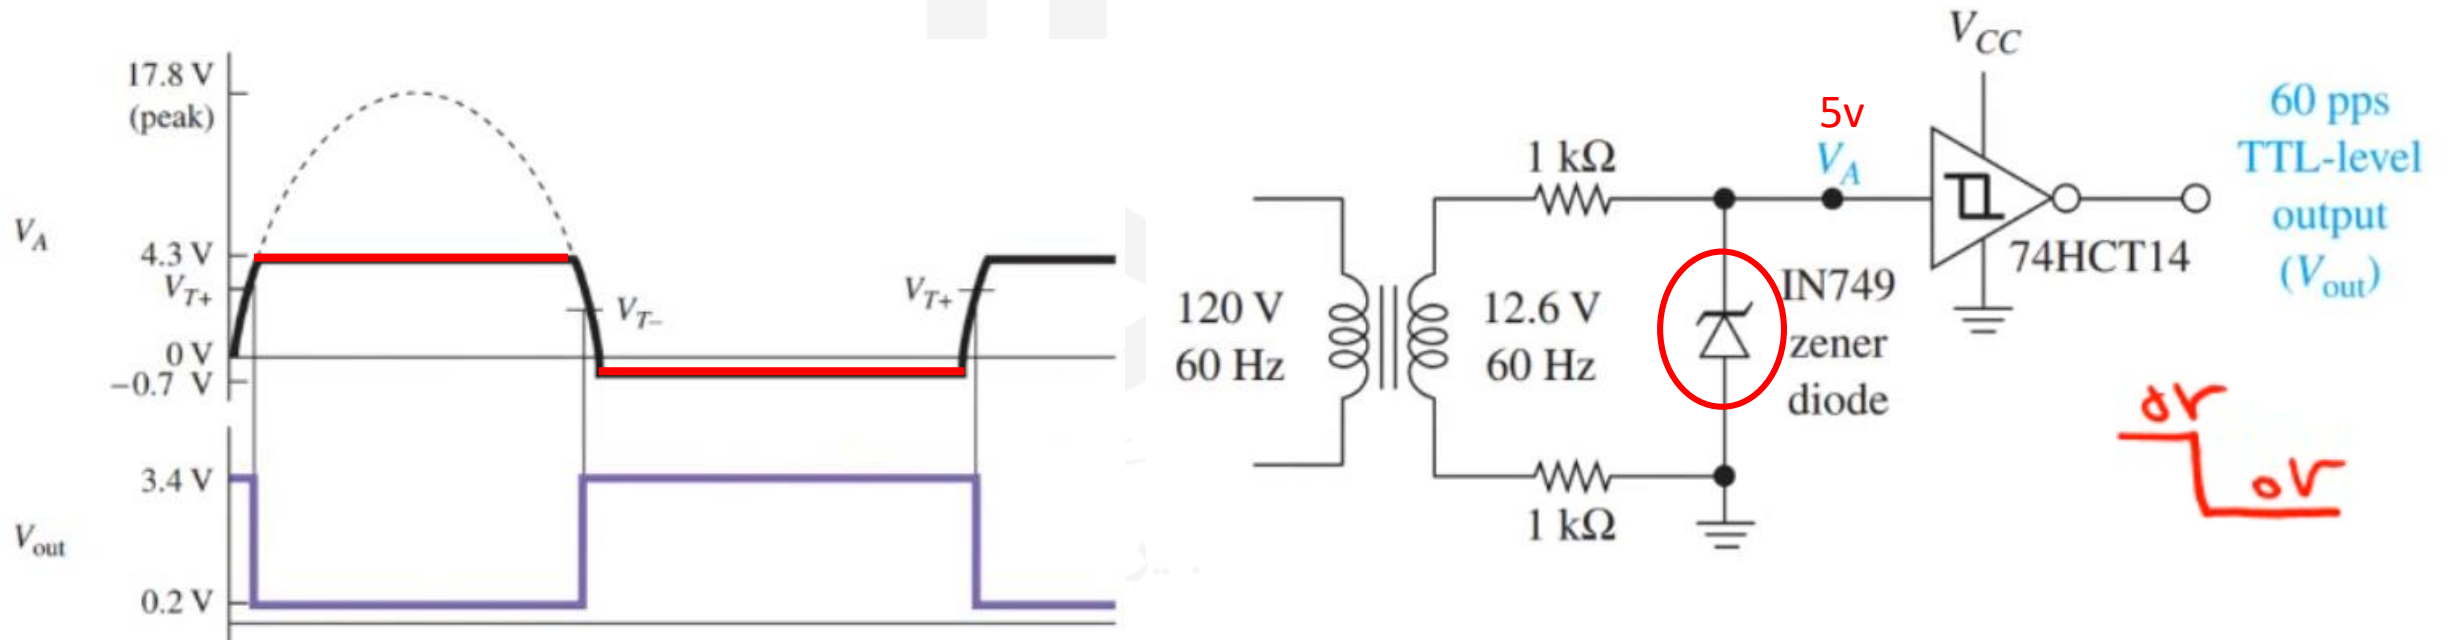 17.8 V
(peak)
V_A
4.3 V
V_T+
V_T–
V_T+
0 V
–0.7 V
3.4 V
V_out
0.2 V
V_CC
5v
V_A
1 kΩ
60 pps
TTL-level
output
(V_out)
74HCT14
120 V
60 Hz
12.6 V
60 Hz
IN749
zener
diode
1 kΩ
0V